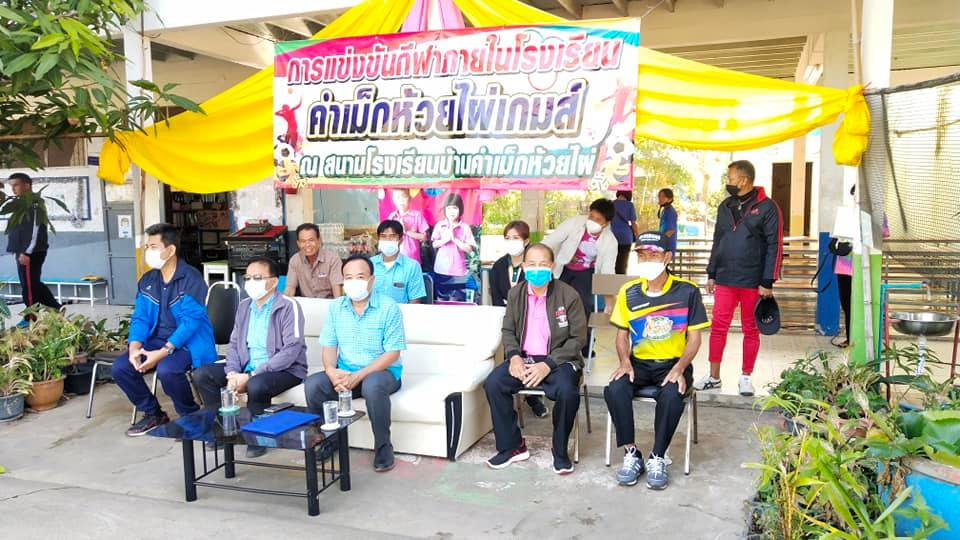 การแข่งขันกีฬาภายในโรงเรียน
คำเม็กห้วยไผ่เกมส์
ณ สนามโรงเรียนบ้านคำเม็กห้วยไผ่